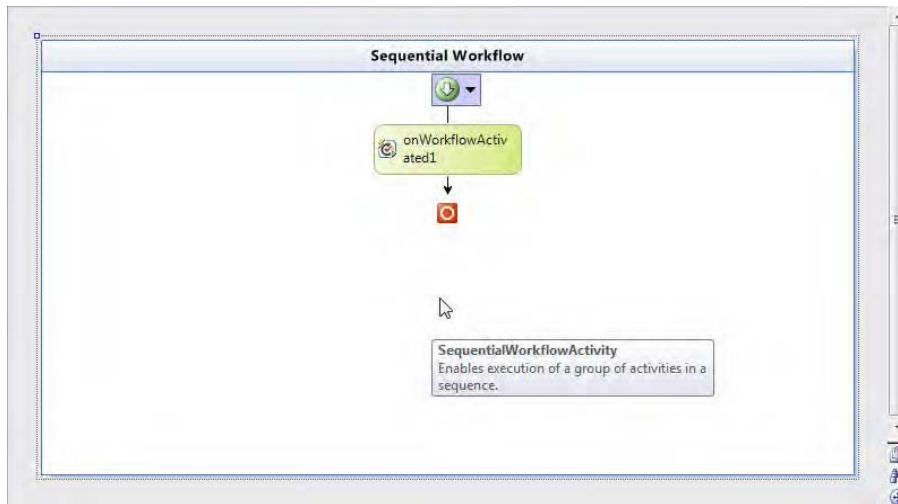 Sequential Workflow
onWorkflowActiv
ated1
SequentialWorkflowActivity
Enables execution of a group of activities in a
sequence.